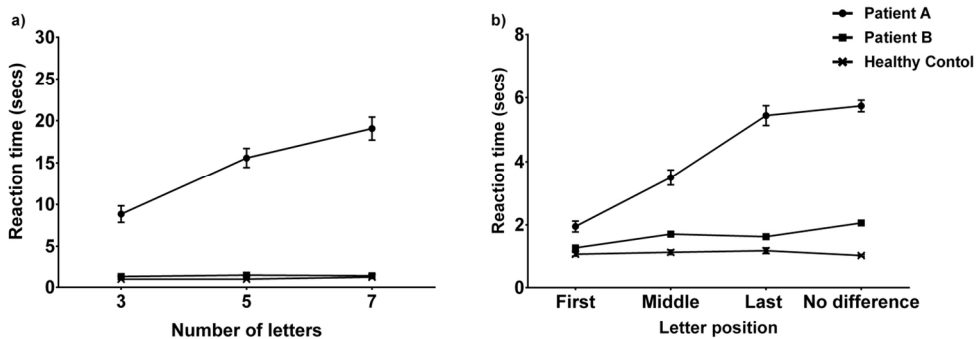 a)
30
25
20
15
10
5
0
Reaction time (secs)
3 5 7
Number of letters
b)
8
6
4
2
0
Reaction time (secs)
First Middle Last No difference
Letter position
Patient A
Patient B
Healthy Contol